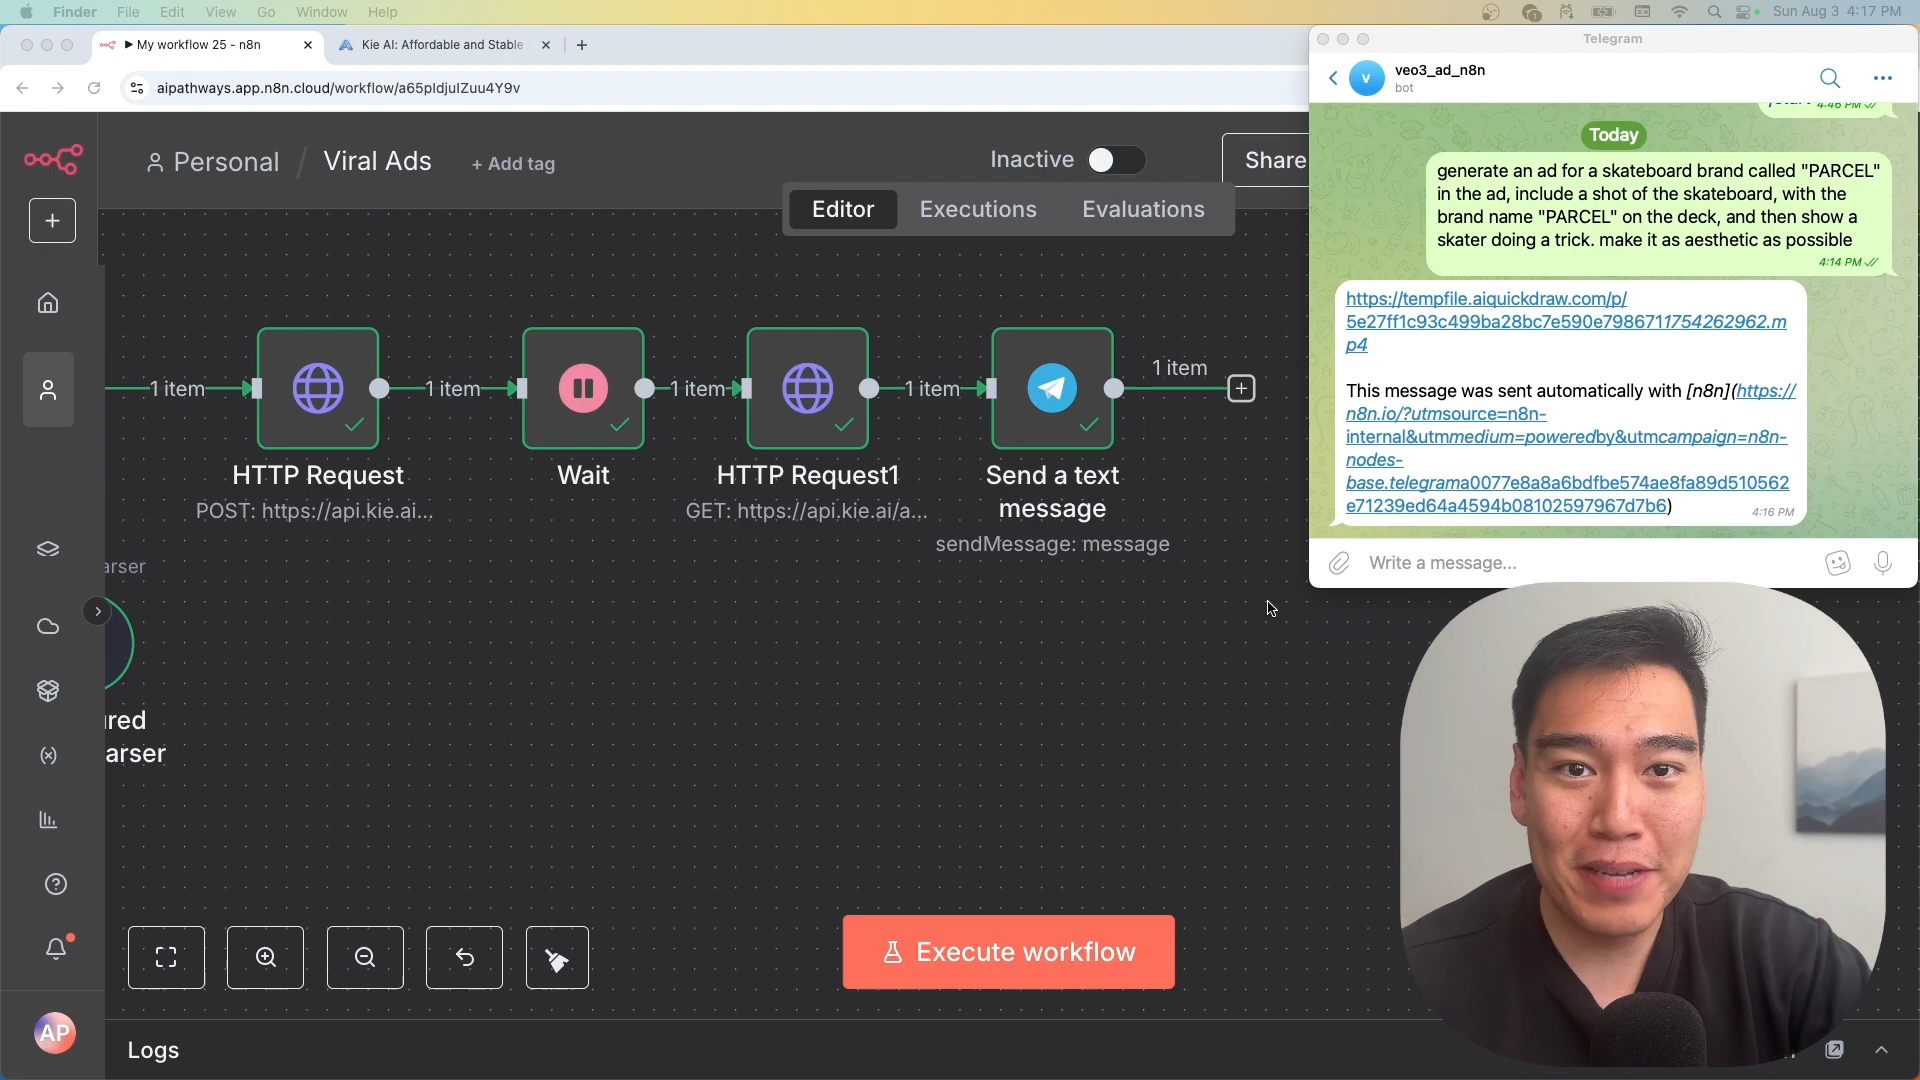 Finder File Edit View Go Window Help
Sun Aug 3 4:17 PM
My workflow 25 - n8n
Kie AI: Affordable and Stable
aipathways.app.n8n.cloud/workflow/a65pIdjuIZuu4Y9v
Personal / Viral Ads + Add tag
Inactive
Share
Editor Executions Evaluations
1 item
1 item
1 item
1 item
1 item
HTTP Request
POST: https://api.kie.ai...
Wait
HTTP Request1
GET: https://api.kie.ai/a...
Send a text
message
sendMessage: message
arser
ured
arser
Execute workflow
AP
Logs
Telegram
v
veo3_ad_n8n
bot
4:46 PM
Today
generate an ad for a skateboard brand called "PARCEL"
in the ad, include a shot of the skateboard, with the
brand name "PARCEL" on the deck, and then show a
skater doing a trick. make it as aesthetic as possible
4:14 PM
https://tempfile.aiquickdraw.com/p/
5e27ff1c93c499ba28bc7e590e7986711754262962.m
p4
This message was sent automatically with [n8n](https://
n8n.io/?utmsource=n8n-
internal&utmmedium=poweredby&utmcampaign=n8n-
nodes-
base.telegrama0077e8a8a6bdfbe574ae8fa89d510562
e71239ed64a4594b08102597967d7b6)
4:16 PM
Write a message...